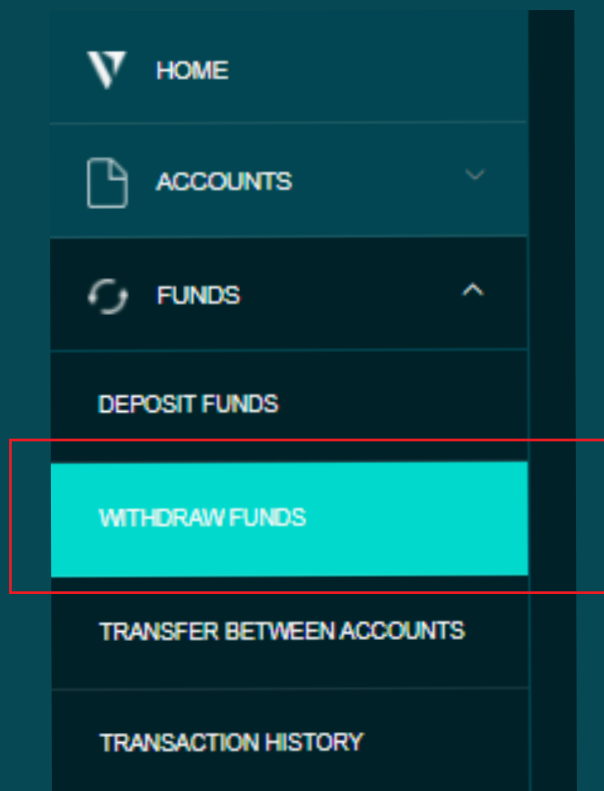 HOME
ACCOUNTS
FUNDS
DEPOSIT FUNDS
WITHDRAW FUNDS
TRANSFER BETWEEN ACCOUNTS
TRANSACTION HISTORY